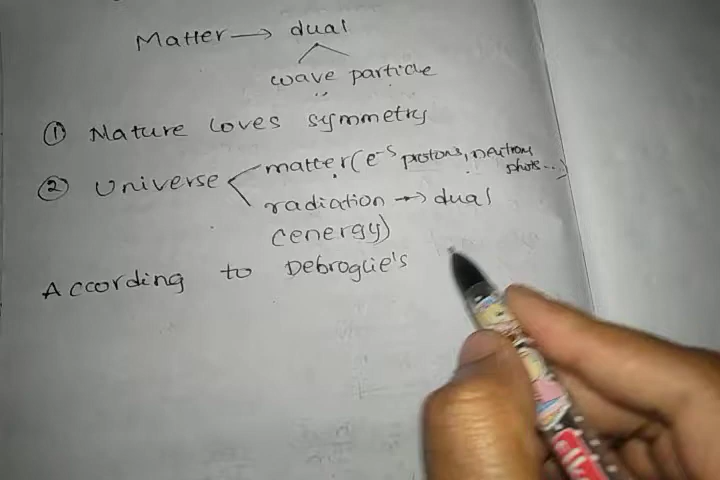 Matter → dual
wave particle
① Nature loves symmetry
② Universe matter (e⁻s protons, neutrons
phots...)
radiation → dual
(energy)
According to Debroglie's